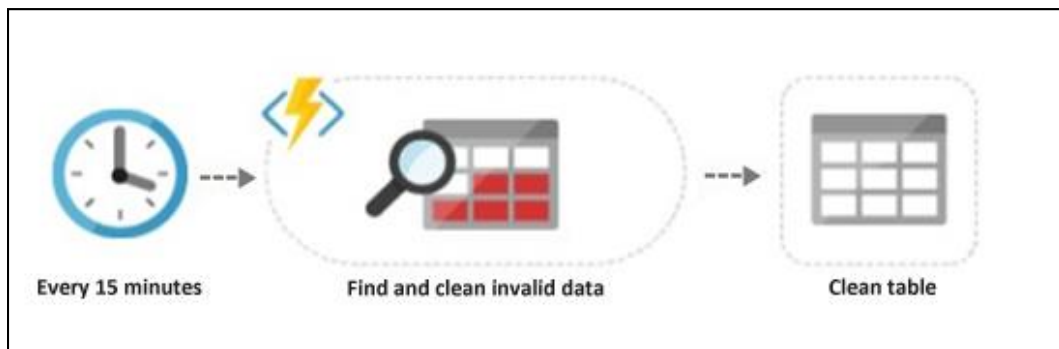 Every 15 minutes
Find and clean invalid data
Clean table